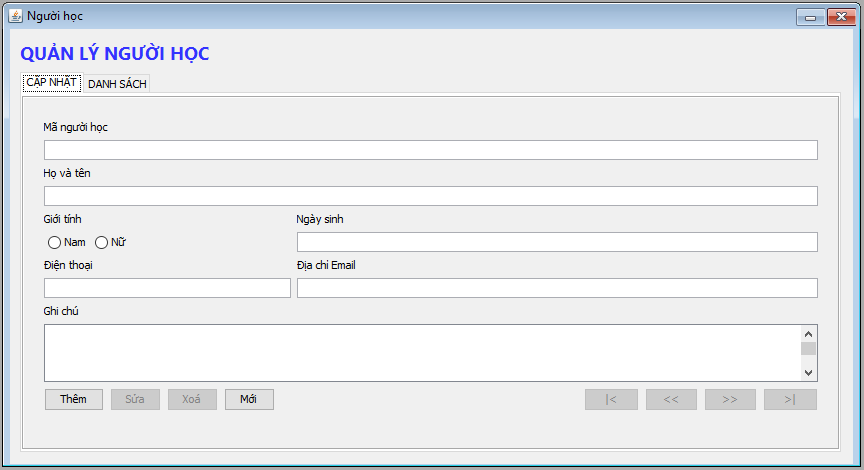 Người học
QUẢN LÝ NGƯỜI HỌC
CẬP NHẬT DANH SÁCH
Mã người học
Họ và tên
Giới tính Ngày sinh
Nam Nữ
Điện thoại Địa chỉ Email
Ghi chú
Thêm Sửa Xoá Mới |< << >> >|